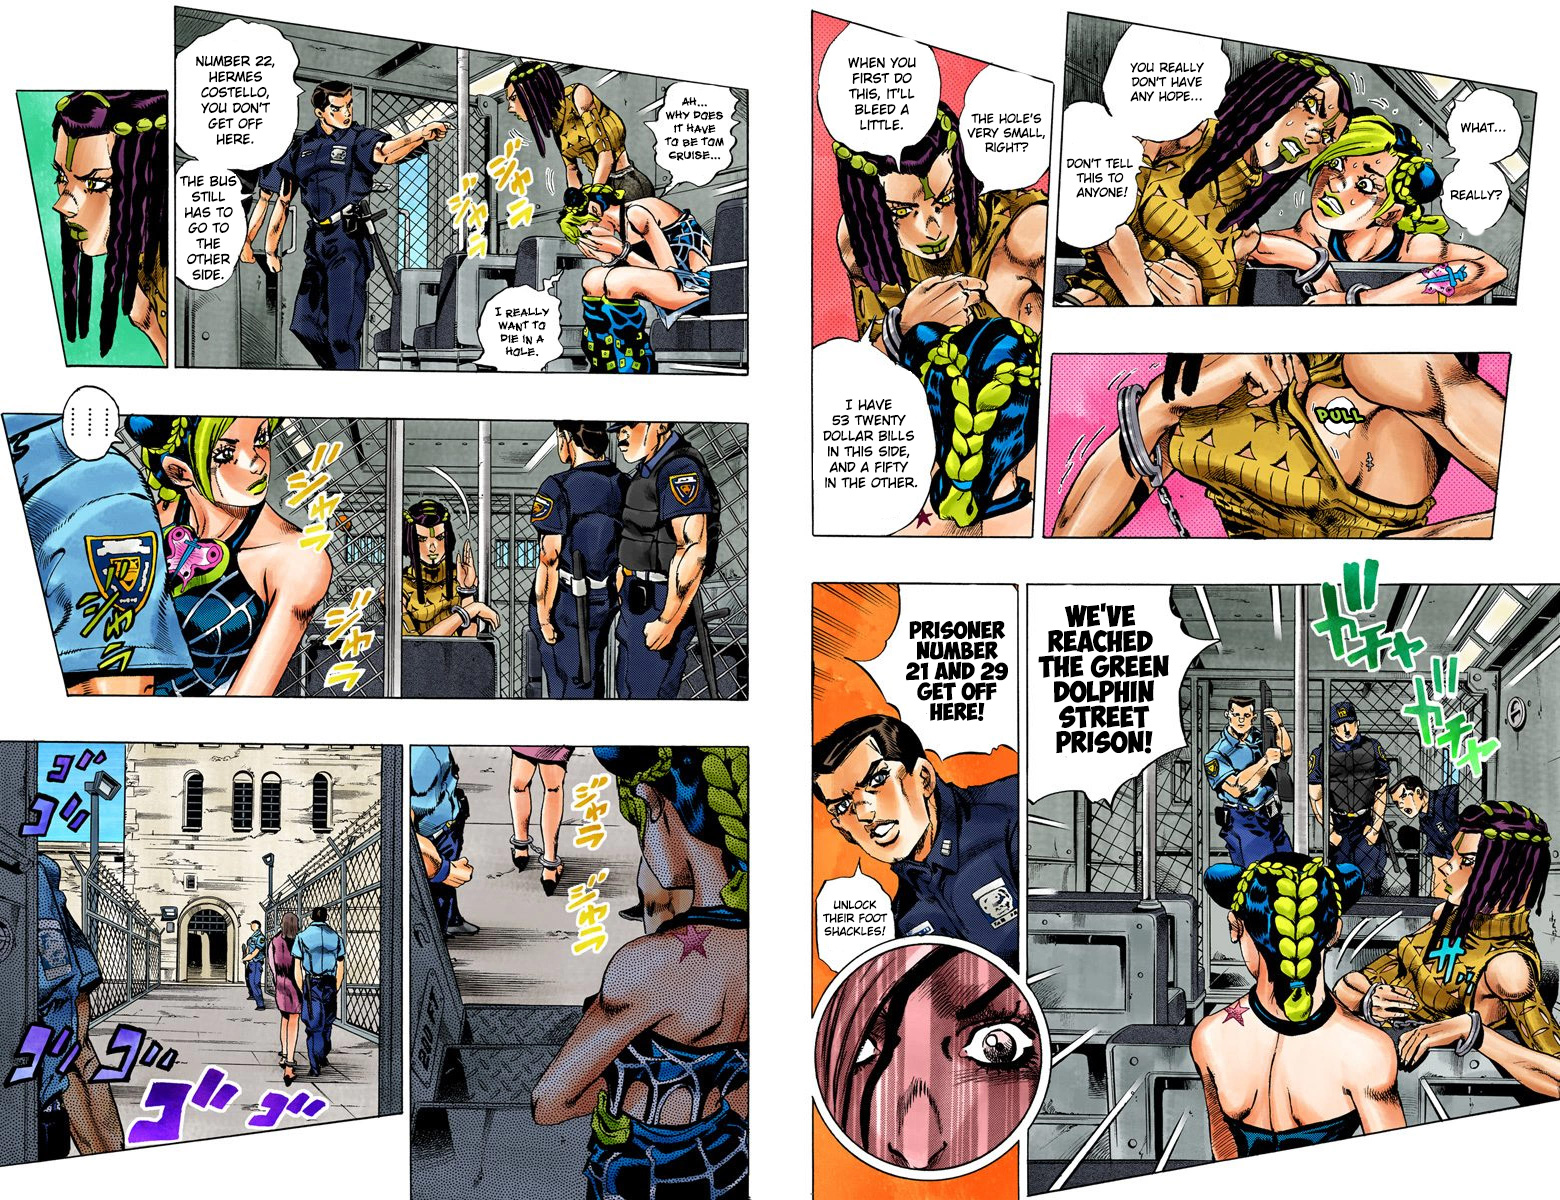 YOU REALLY
DON'T HAVE
ANY HOPE...
DON'T TELL
THIS TO
ANYONE!
WHAT...
REALLY?
WHEN YOU
FIRST DO
THIS, IT'LL
BLEED A
LITTLE.
THE HOLE'S
VERY SMALL,
RIGHT?
I HAVE
53 TWENTY
DOLLAR BILLS
IN THIS SIDE,
AND A FIFTY
IN THE OTHER.
PULL
WE'VE
REACHED
THE GREEN
DOLPHIN
STREET
PRISON!
ガチャ
ガチャ
サッ
PRISONER
NUMBER
21 AND 29
GET OFF
HERE!
UNLOCK
THEIR FOOT
SHACKLES!
AH...
WHY DOES
IT HAVE
TO BE TOM
CRUISE...
I REALLY
WANT TO
DIE IN A
HOLE.
ジャラ
ジャラ
NUMBER 22,
HERMES
COSTELLO,
YOU DON'T
GET OFF
HERE.
THE BUS
STILL
HAS TO
GO TO
THE
OTHER
SIDE.
ジャラ
ジャラ
ジャラ
ジャラ
ジャラ
ゴゴ
ゴゴ
ゴゴ